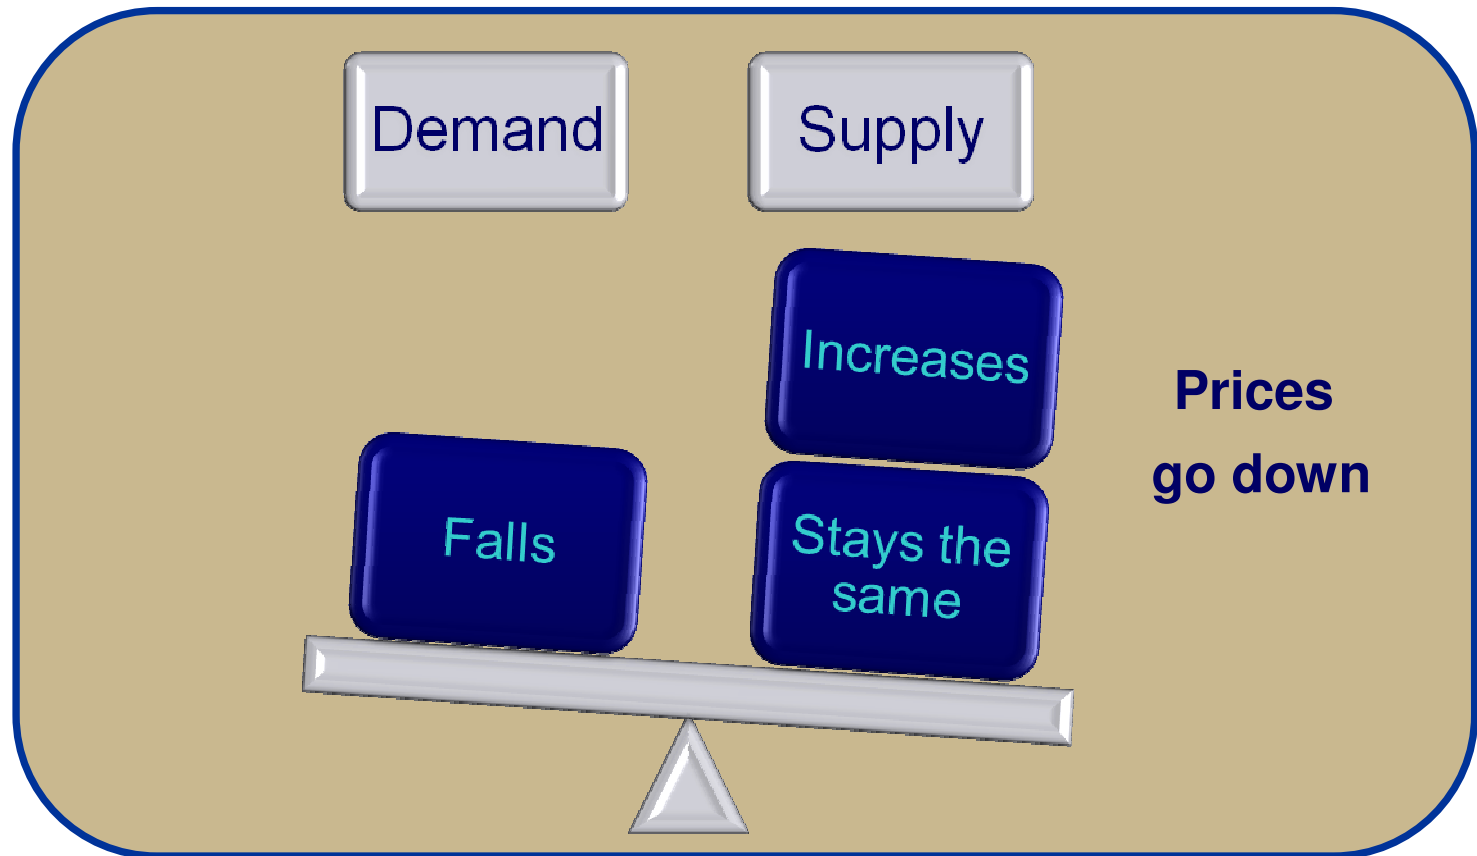 Demand
Supply
Increases
Falls
Stays the
same
Prices
go down